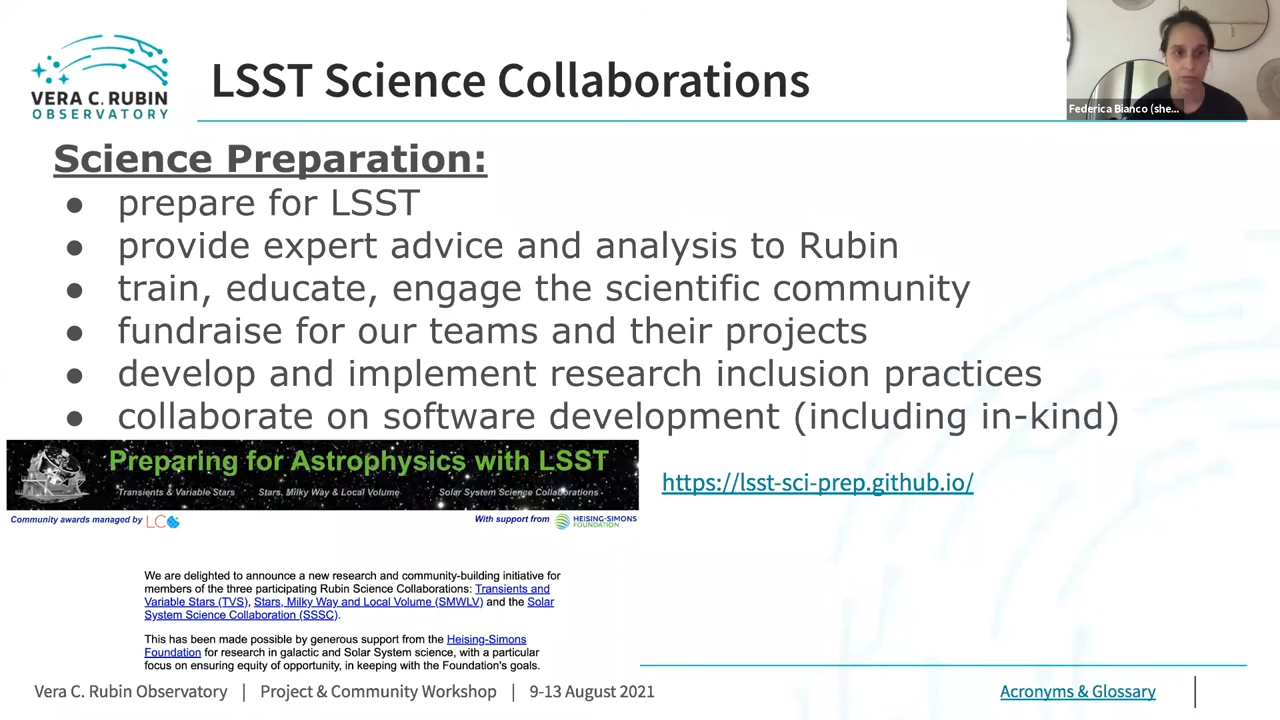 VERA C. RUBIN
OBSERVATORY
LSST Science Collaborations
Federica Bianco (she...
Science Preparation:
● prepare for LSST
● provide expert advice and analysis to Rubin
● train, educate, engage the scientific community
● fundraise for our teams and their projects
● develop and implement research inclusion practices
● collaborate on software development (including in-kind)
Preparing for Astrophysics with LSST
Transients & Variable Stars Stars, Milky Way & Local Volume Solar System Science Collaborations
https://lsst-sci-prep.github.io/
Community awards managed by LCO With support from HEISING-SIMONS
FOUNDATION
We are delighted to announce a new research and community-building initiative for
members of the three participating Rubin Science Collaborations: Transients and
Variable Stars (TVS), Stars, Milky Way and Local Volume (SMWLV) and the Solar
System Science Collaboration (SSSC).
This has been made possible by generous support from the Heising-Simons
Foundation for research in galactic and Solar System science, with a particular
focus on ensuring equity of opportunity, in keeping with the Foundation's goals.
Vera C. Rubin Observatory | Project & Community Workshop | 9-13 August 2021
Acronyms & Glossary